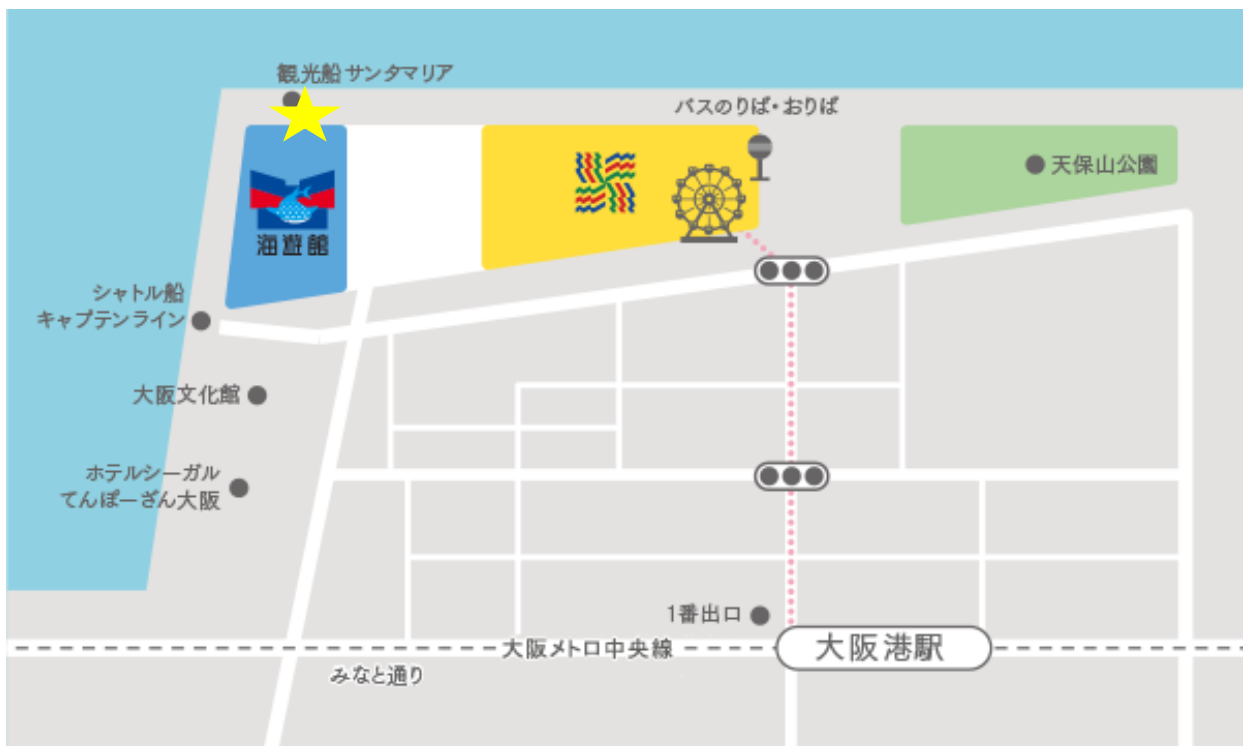 観光船サンタマリア
バスのりば・おりば
天保山公園
海遊館
シャトル船
キャプテンライン
大阪文化館
ホテルシーガル
てんぽーざん大阪
1番出口
大阪メトロ中央線
大阪港駅
みなと通り